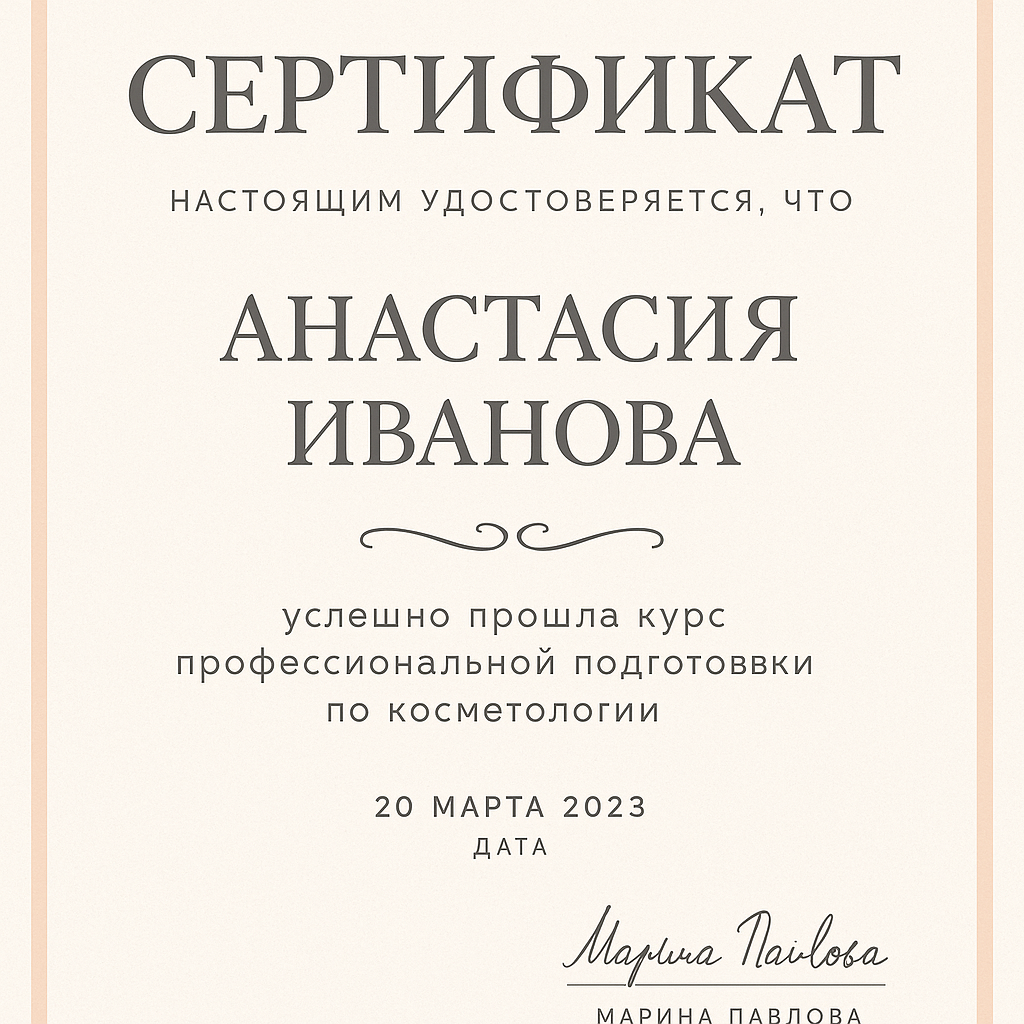 СЕРТИФИКАТ
НАСТОЯЩИМ УДОСТОВЕРЯЕТСЯ, ЧТО
АНАСТАСИЯ
ИВАНОВА
успешно прошла курс
профессиональной подготоввки
по косметологии
20 МАРТА 2023
ДАТА
Марина Павлова
МАРИНА ПАВЛОВА